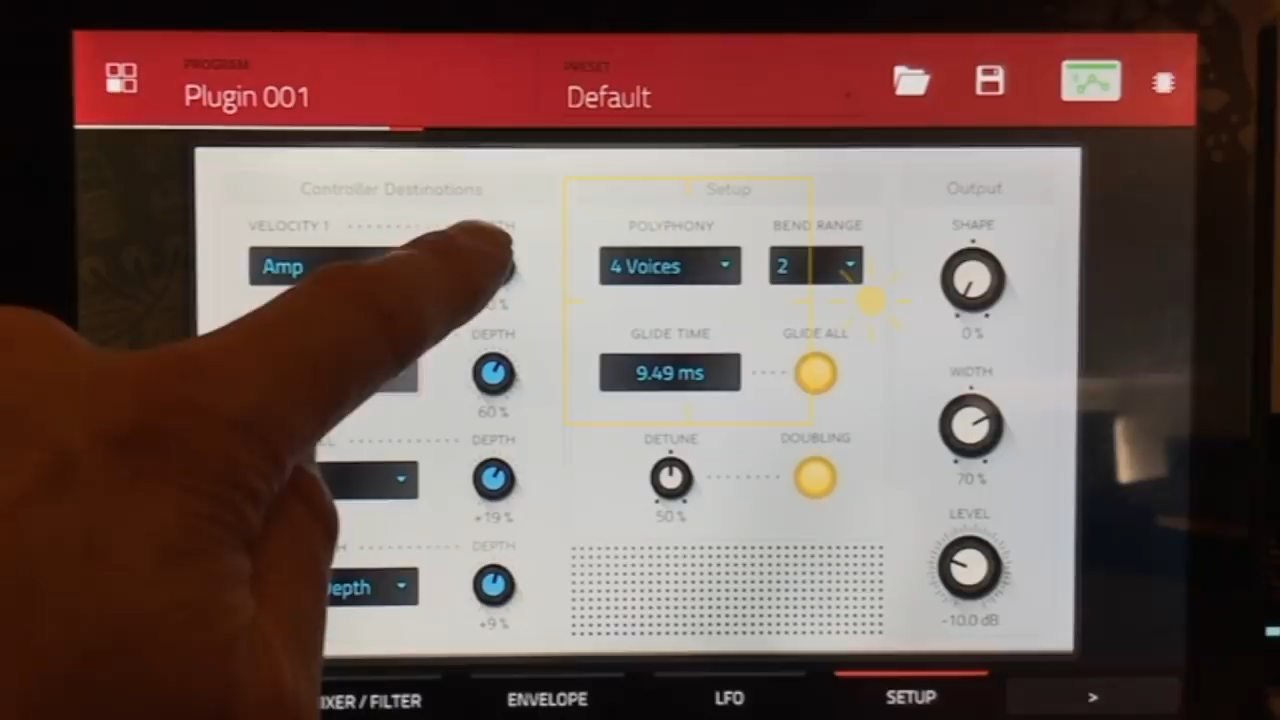 PROGRAM
Plugin 001
PRESET
Default
Controller Destinations
Setup
Output
VELOCITY 1
POLYPHONY
BEND RANGE
SHAPE
Amp
4 Voices
2
0 %
DEPTH
GLIDE TIME
GLIDE ALL
9.49 ms
WIDTH
60 %
DEPTH
DETUNE
DOUBLING
70 %
+19 %
50 %
LEVEL
DEPTH
+9 %
-10.0 dB
/ FILTER
ENVELOPE
LFO
SETUP
>